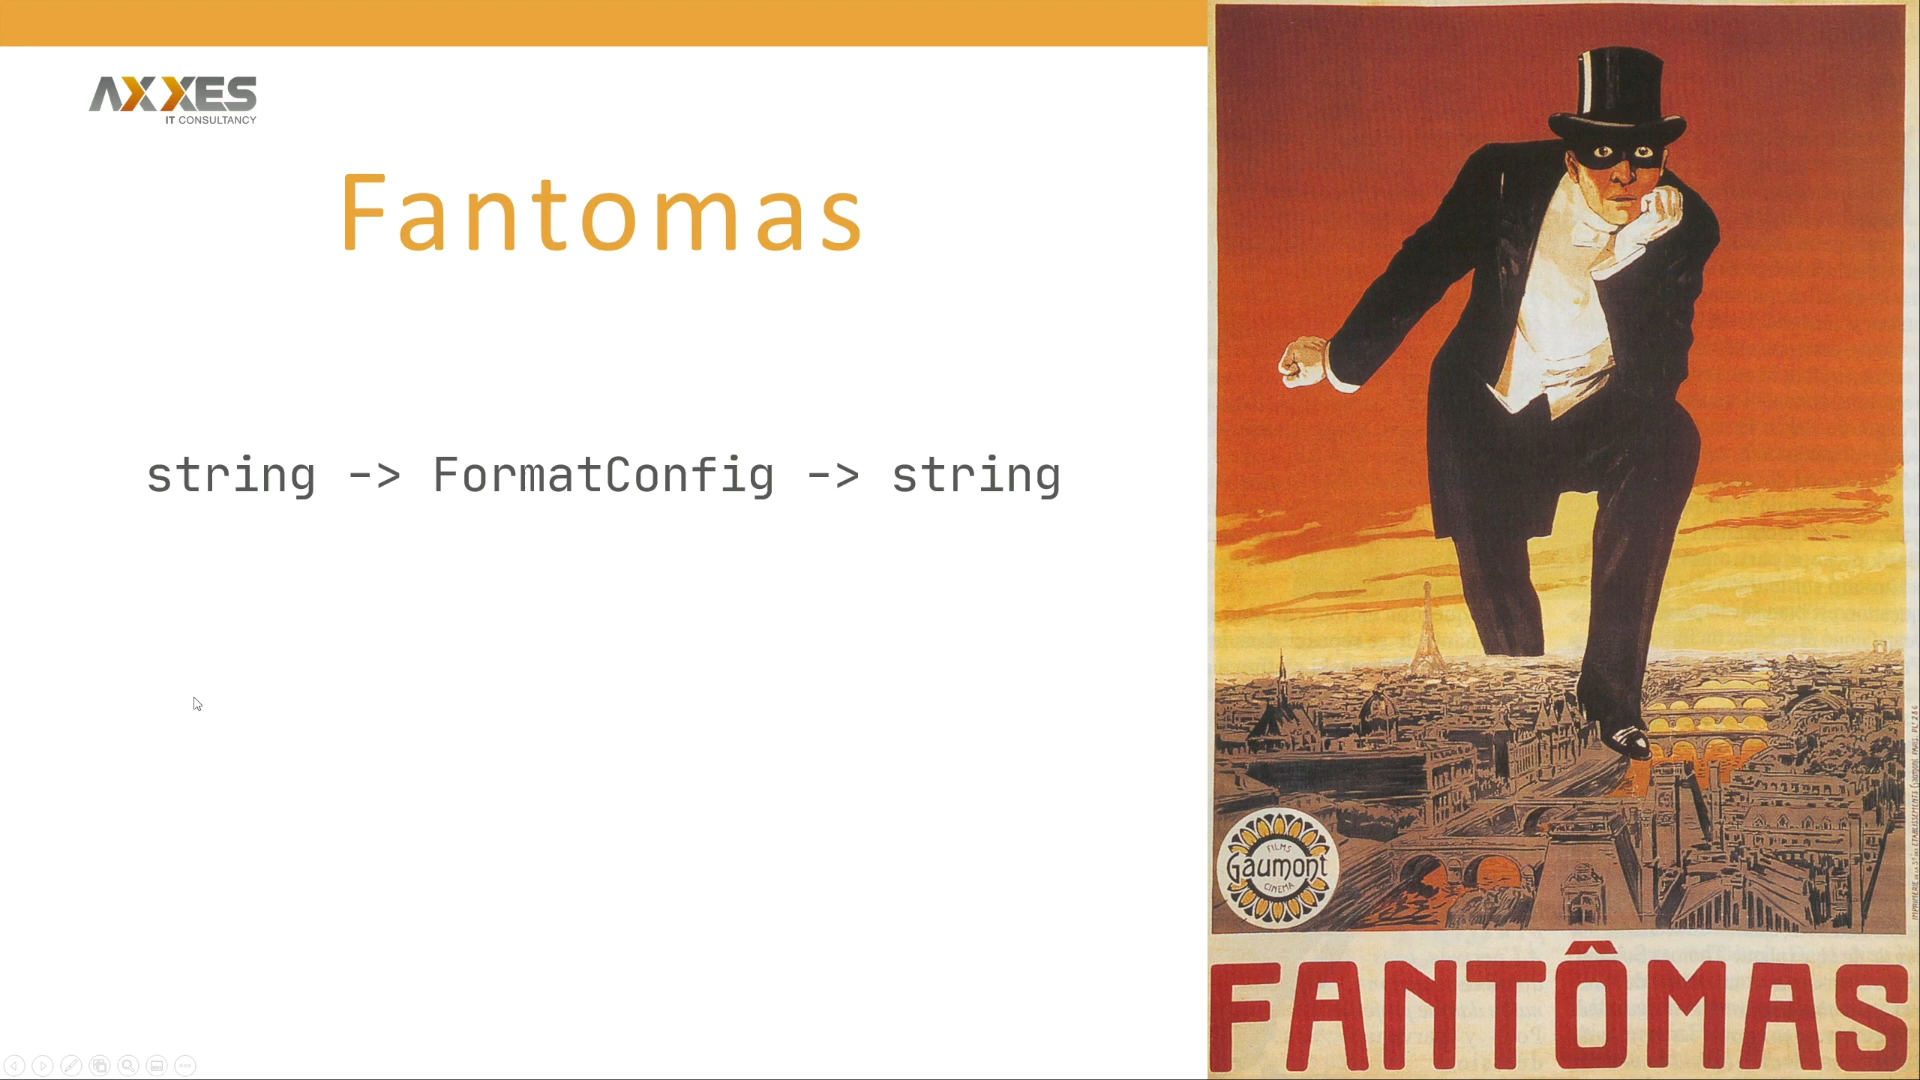 AXXES
IT CONSULTANCY
Fantomas
string -> FormatConfig -> string
FILMS
Gaumont
CINEMA
FANTÔMAS